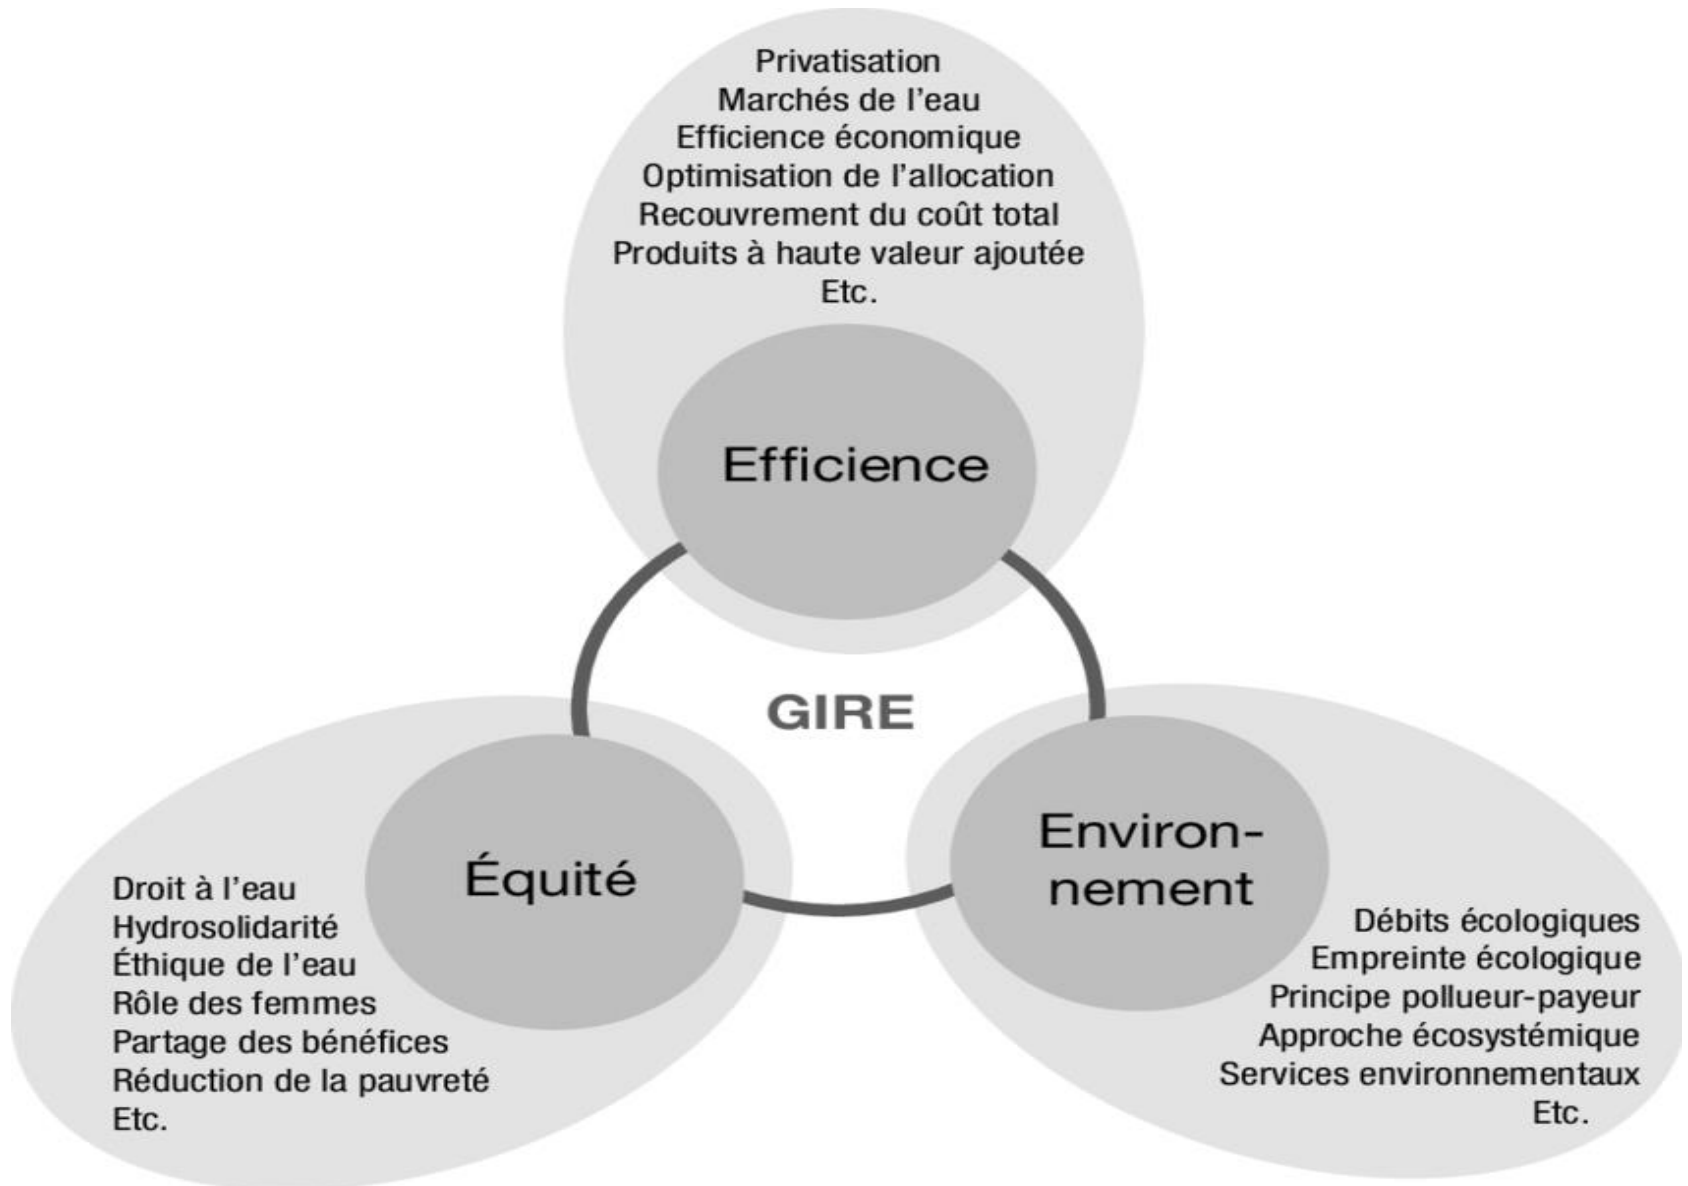 Privatisation
Marchés de l'eau
Efficience économique
Optimisation de l'allocation
Recouvrement du coût total
Produits à haute valeur ajoutée
Etc.
Efficience
GIRE
Équité
Droit à l'eau
Hydrosolidarité
Éthique de l'eau
Rôle des femmes
Partage des bénéfices
Réduction de la pauvreté
Etc.
Environ-
nement
Débits écologiques
Empreinte écologique
Principe pollueur-payeur
Approche écosystémique
Services environnementaux
Etc.